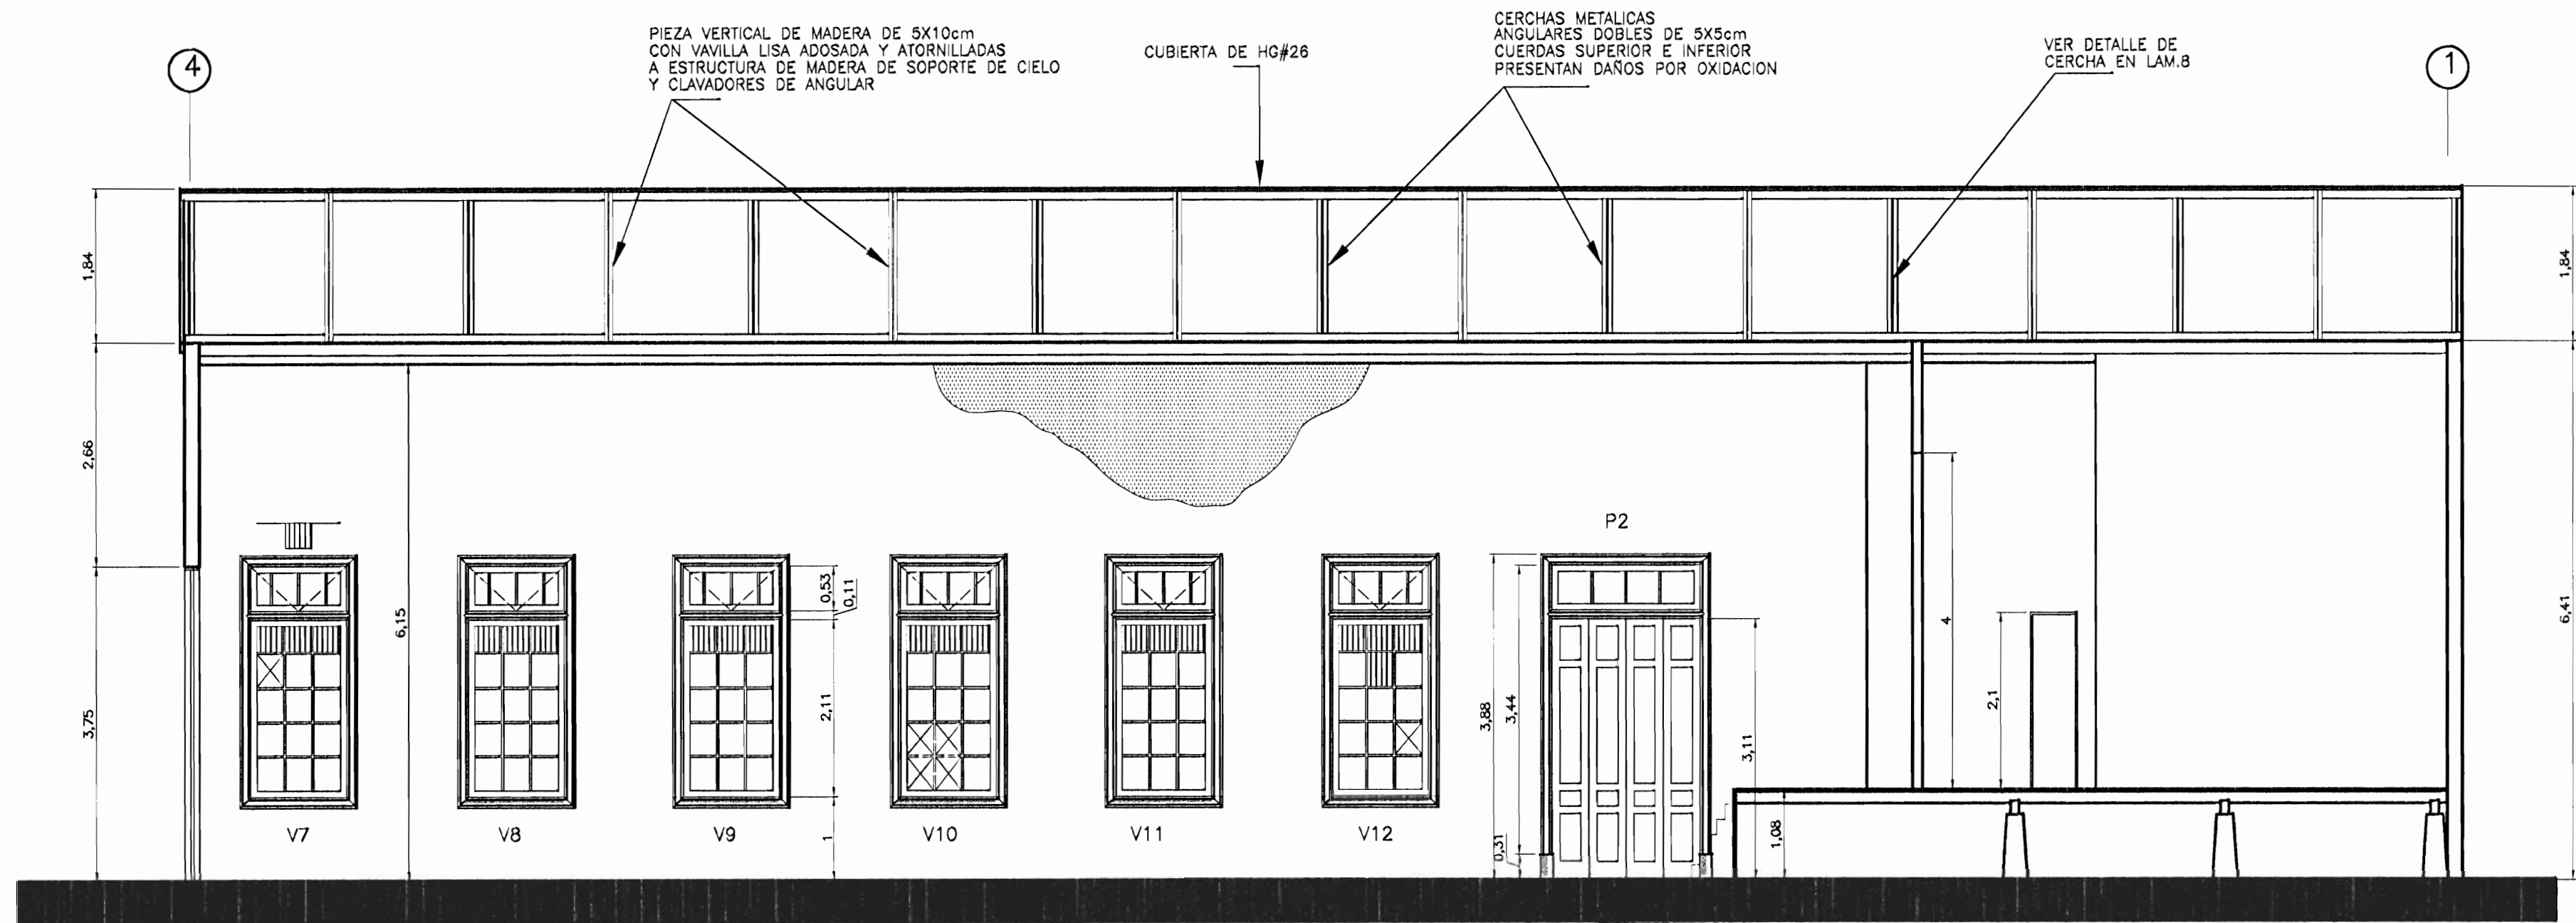 4
PIEZA VERTICAL DE MADERA DE 5X10cm
CON VAVILLA LISA ADOSADA Y ATORNILLADAS
A ESTRUCTURA DE MADERA DE SOPORTE DE CIELO
Y CLAVADORES DE ANGULAR
CUBIERTA DE HG#26
CERCHAS METALICAS
ANGULARES DOBLES DE 5X5cm
CUERDAS SUPERIOR E INFERIOR
PRESENTAN DAÑOS POR OXIDACION
VER DETALLE DE
CERCHA EN LAM.8
1
1,84
1,84
2,66
3,75
6,15
0,53
0,11
2,11
1
P2
3,88
3,44
0,31
3,11
1,08
4
2,1
6,41
V7
V8
V9
V10
V11
V12